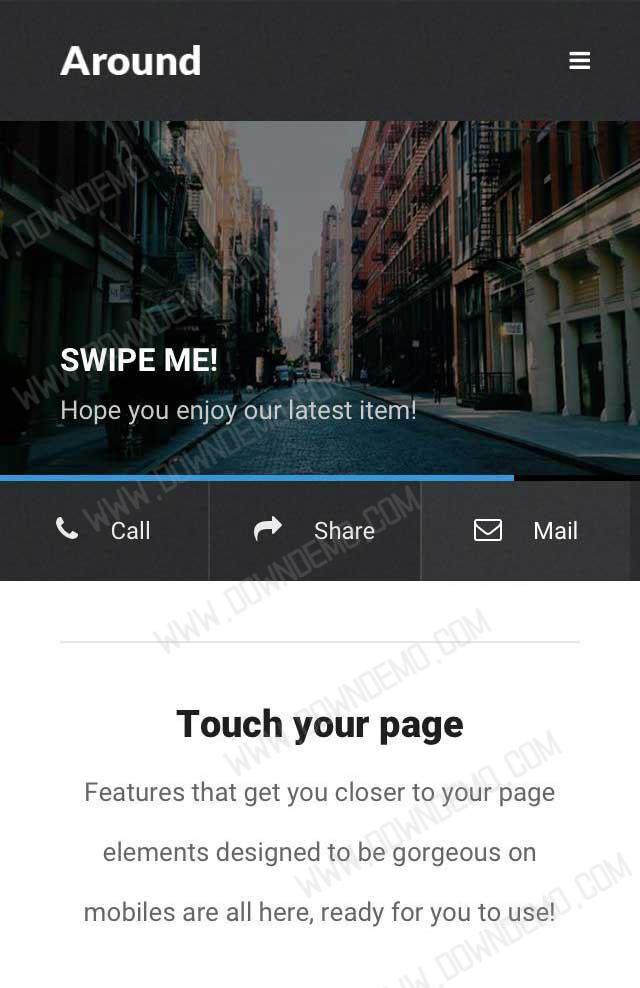 Around
SWIPE ME!
Hope you enjoy our latest item!
Call Share Mail
Touch your page
Features that get you closer to your page
elements designed to be gorgeous on
mobiles are all here, ready for you to use!
WWW.DOWNDEMO.COM